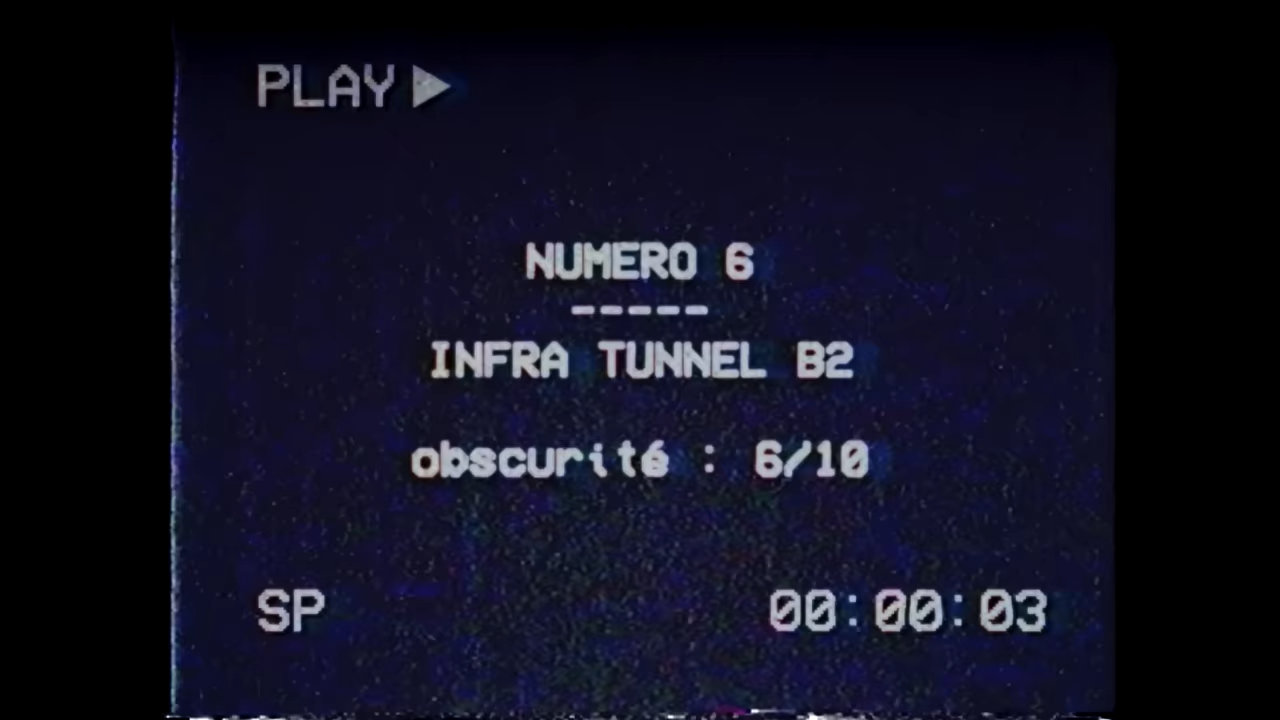 PLAY ▶
NUMERO 6
-----
INFRA TUNNEL B2
obscurité : 6/10
SP 00:00:03